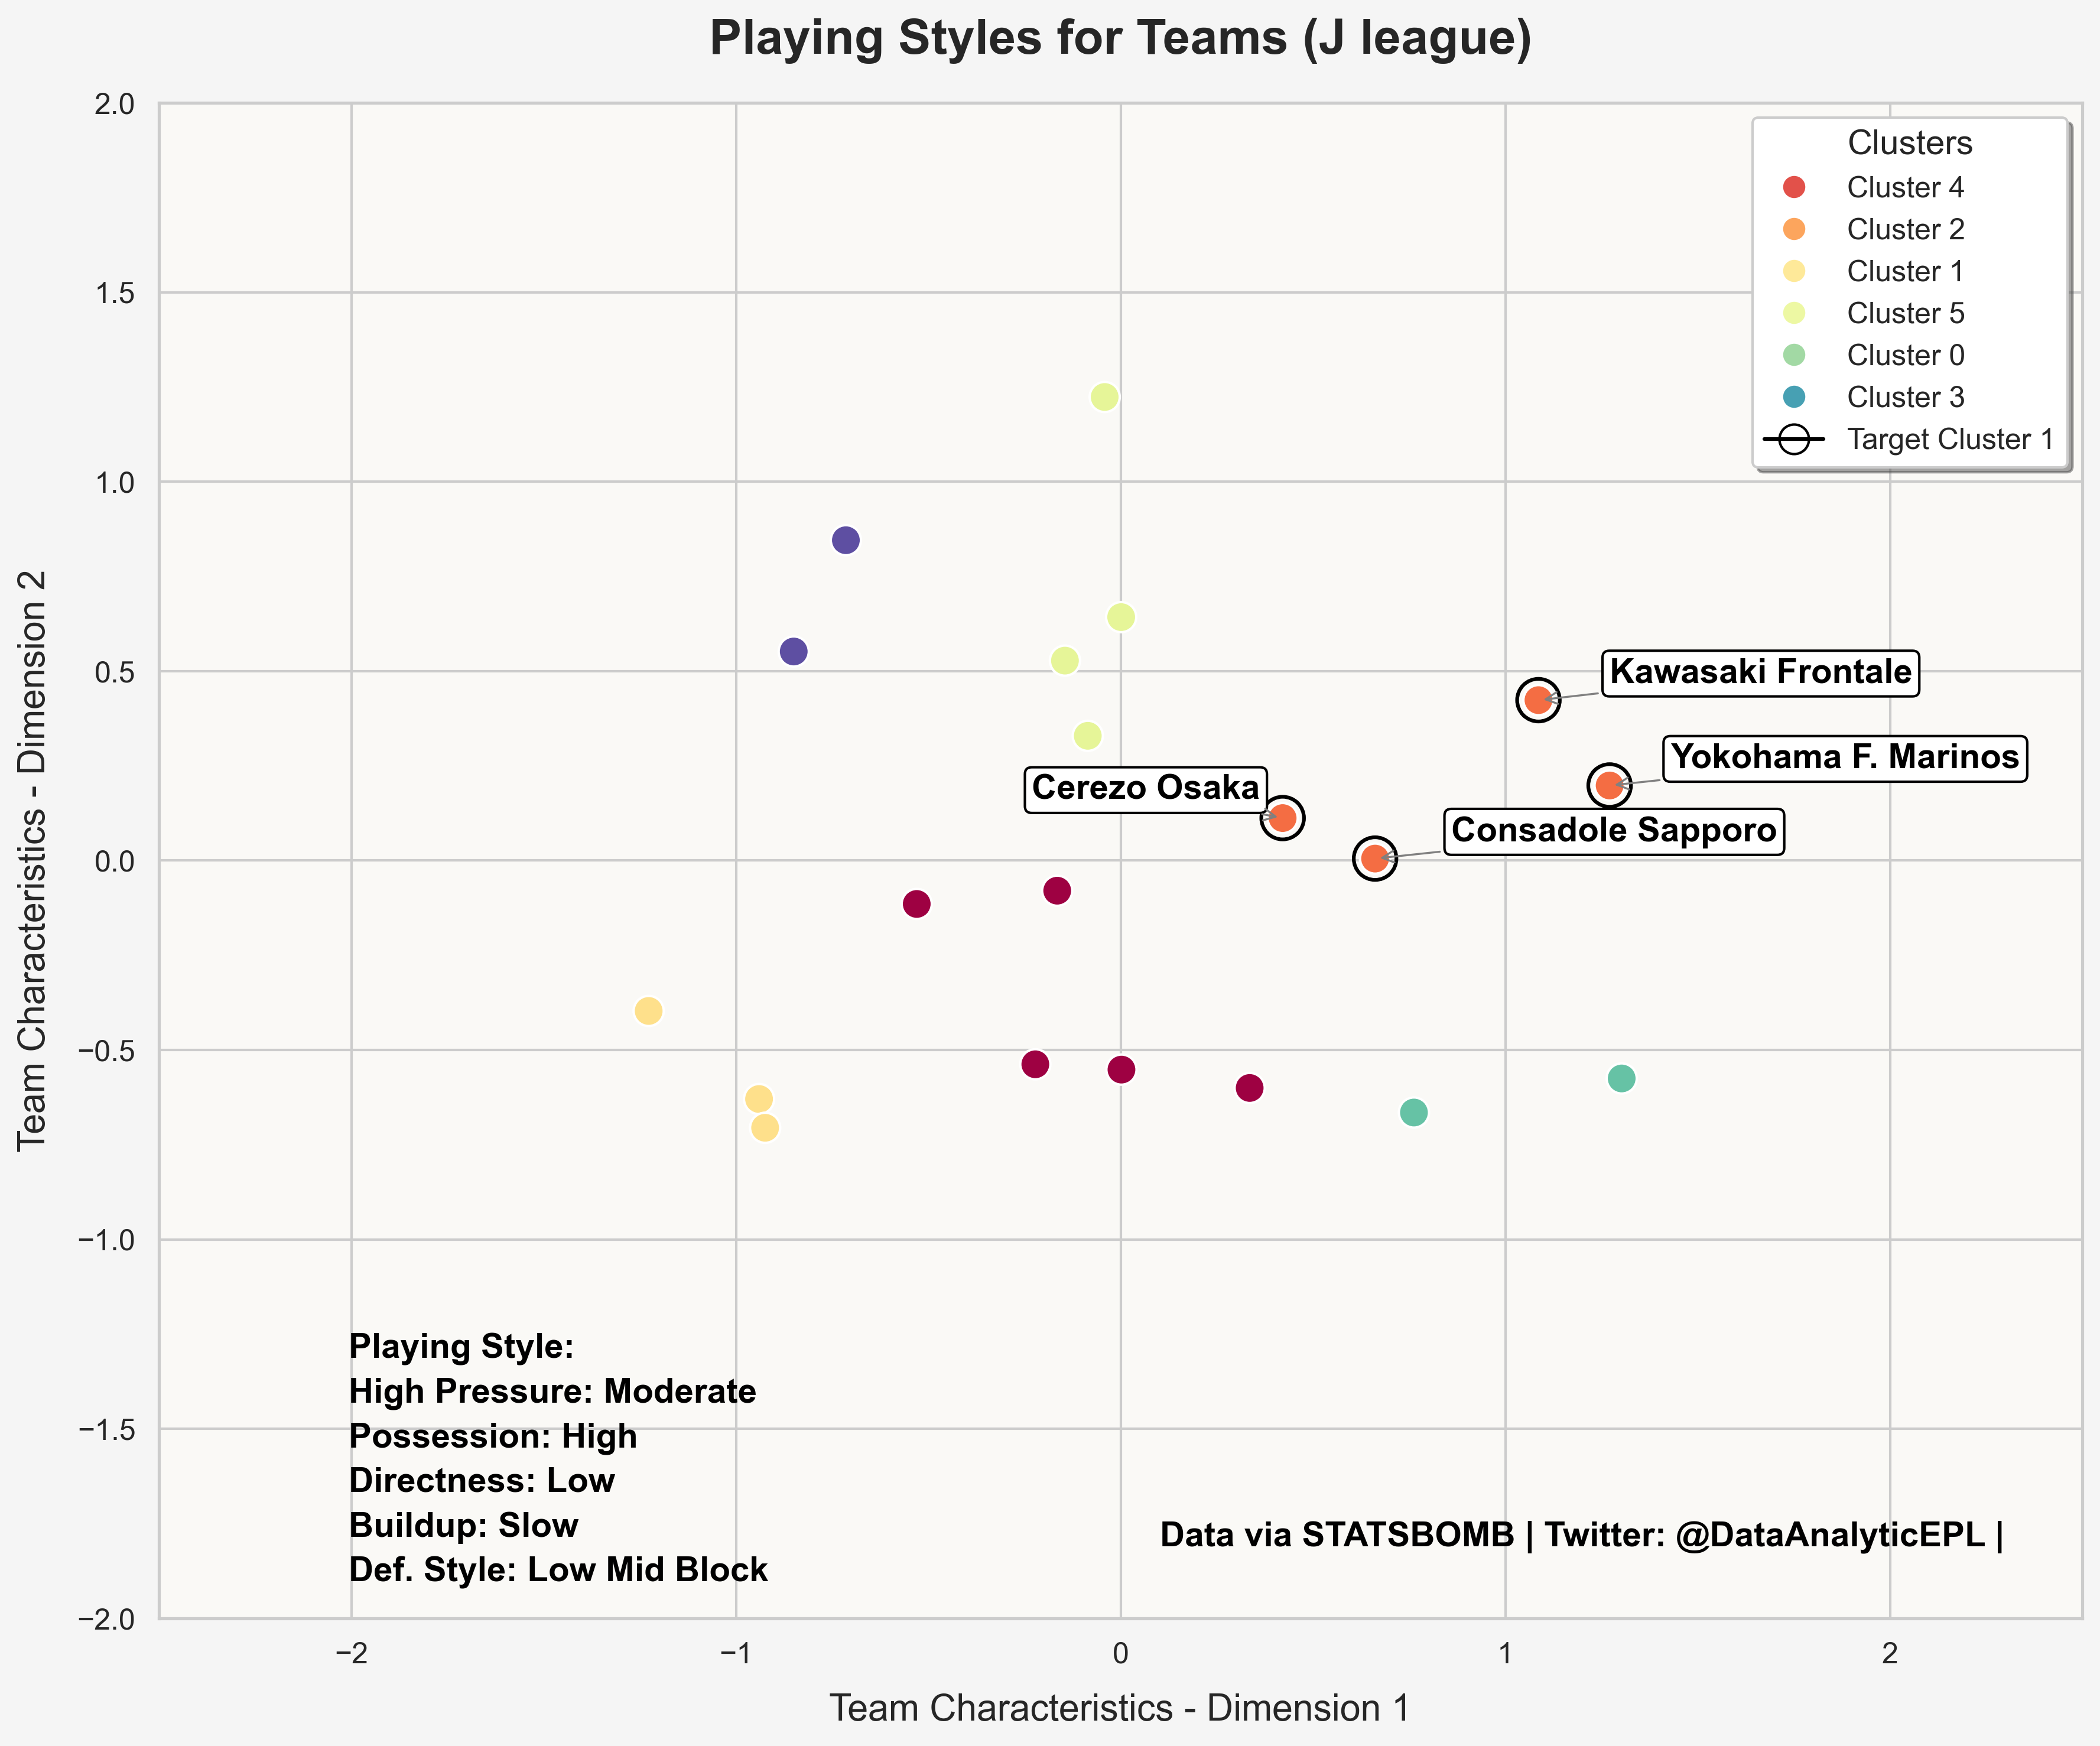 Playing Styles for Teams (J league)
2.0
1.5
1.0
0.5
0.0
−0.5
−1.0
−1.5
−2.0
Team Characteristics - Dimension 2
Clusters
Cluster 4
Cluster 2
Cluster 1
Cluster 5
Cluster 0
Cluster 3
Target Cluster 1
Kawasaki Frontale
Yokohama F. Marinos
Cerezo Osaka
Consadole Sapporo
Playing Style:
High Pressure: Moderate
Possession: High
Directness: Low
Buildup: Slow
Def. Style: Low Mid Block
Data via STATSBOMB | Twitter: @DataAnalyticEPL |
−2 −1 0 1 2
Team Characteristics - Dimension 1